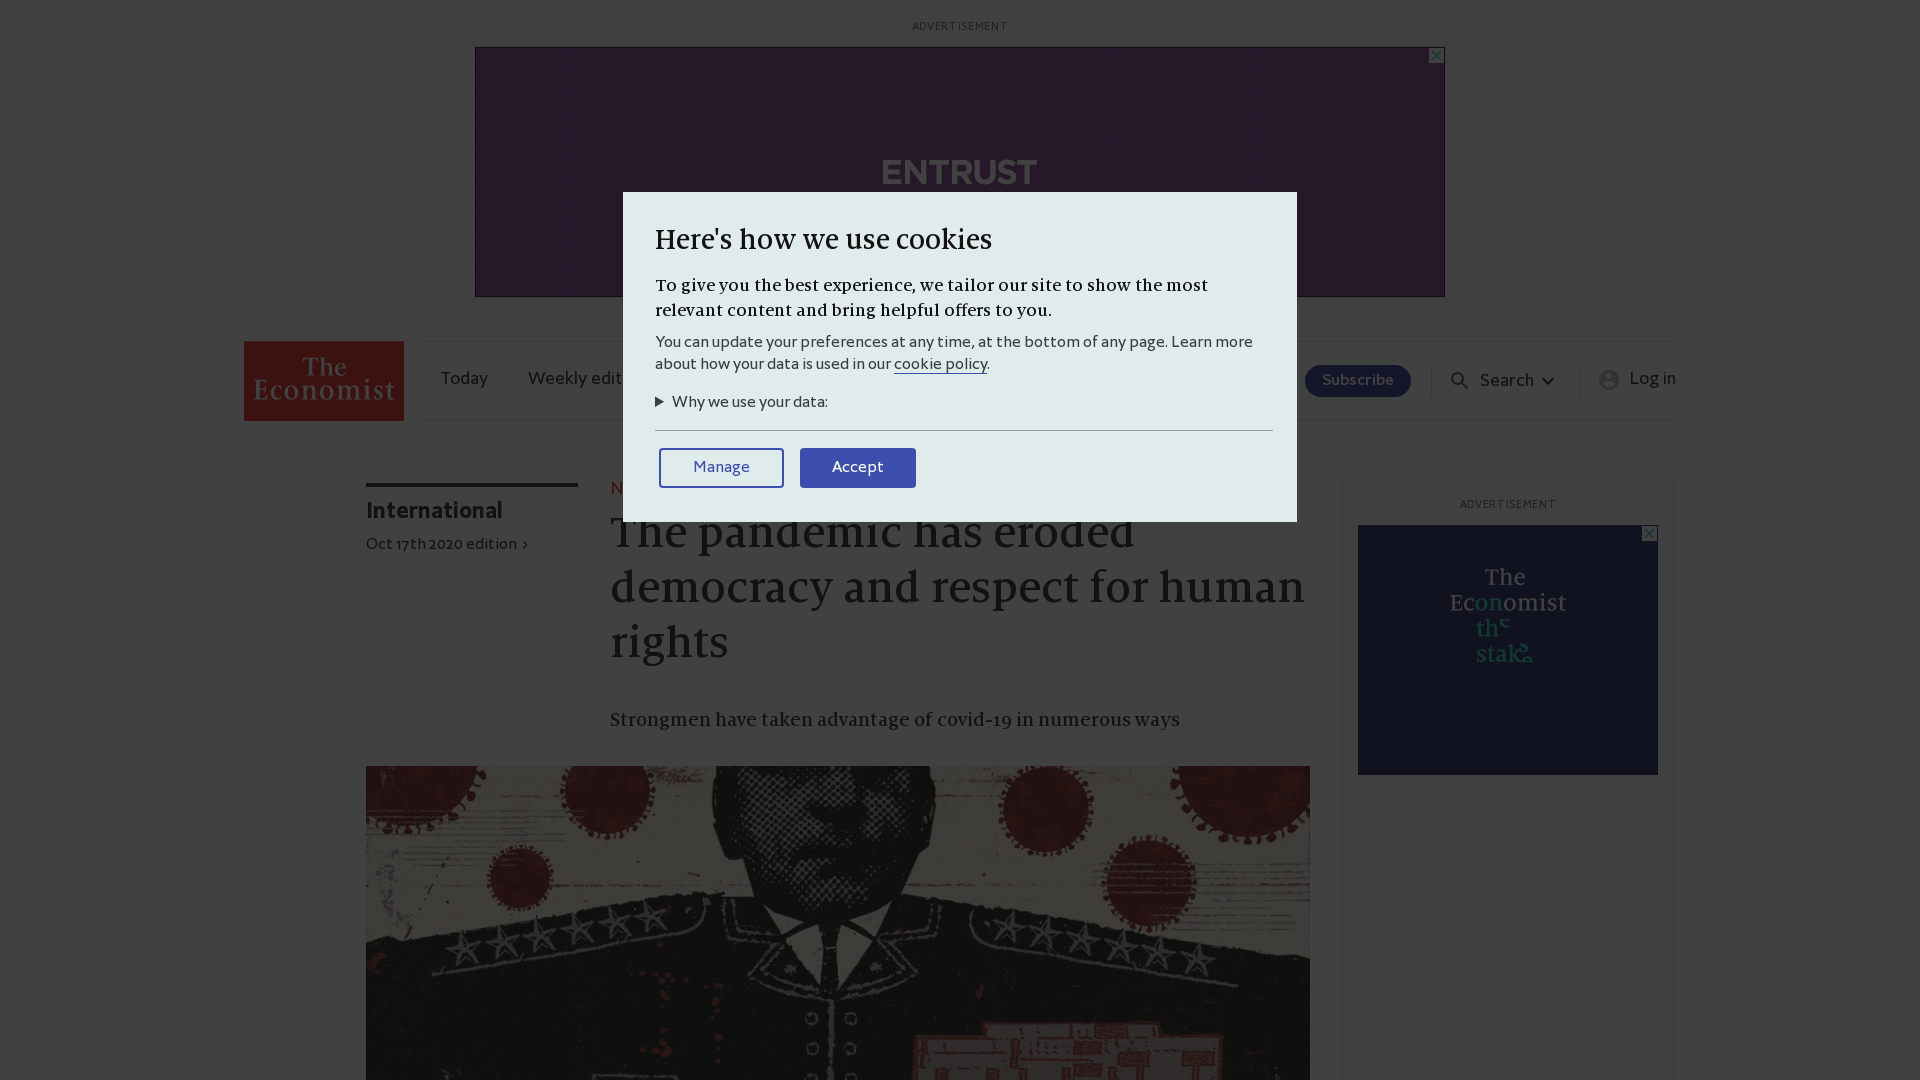 ADVERTISEMENT
ENTRUST
Here's how we use cookies
To give you the best experience, we tailor our site to show the most
relevant content and bring helpful offers to you.
You can update your preferences at any time, at the bottom of any page. Learn more
about how your data is used in our cookie policy.
Why we use your data:
Manage
Accept
The
Economist
Today
Weekly edit
Subscribe
Search
Log in
International
Oct 17th 2020 edition ›
The pandemic has eroded
democracy and respect for human
rights
Strongmen have taken advantage of covid-19 in numerous ways
ADVERTISEMENT
The
Economist
the
stake